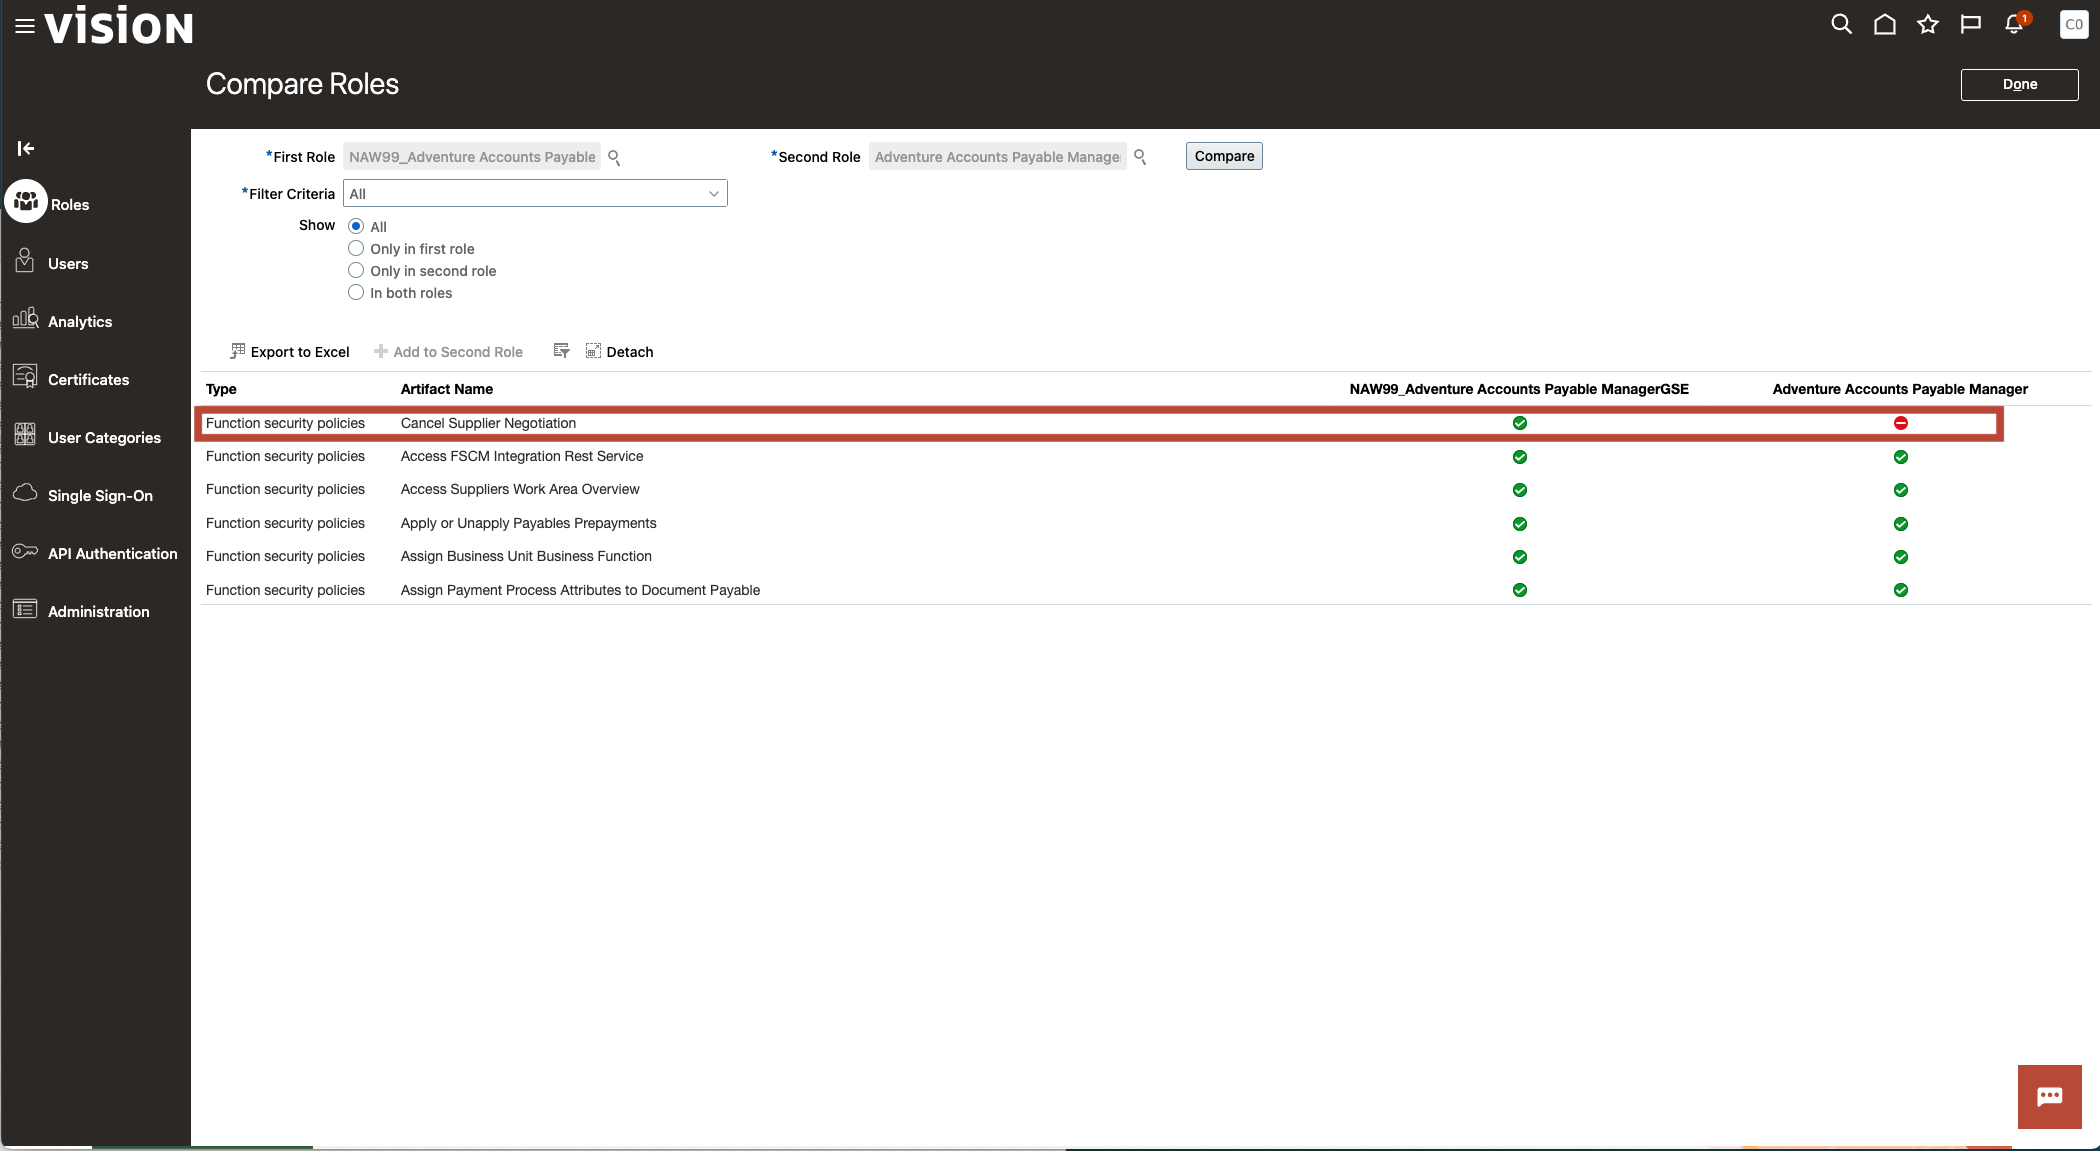 VISION
1
CO
Compare Roles
Done
*First Role NAW99_Adventure Accounts Payable
*Second Role Adventure Accounts Payable Manage
Compare
*Filter Criteria All
Show
All
Only in first role
Only in second role
In both roles
Roles
Users
Analytics
Certificates
User Categories
Single Sign-On
API Authentication
Administration
Export to Excel Add to Second Role Detach
Type Artifact Name NAW99_Adventure Accounts Payable ManagerGSE Adventure Accounts Payable Manager
Function security policies Cancel Supplier Negotiation
Function security policies Access FSCM Integration Rest Service
Function security policies Access Suppliers Work Area Overview
Function security policies Apply or Unapply Payables Prepayments
Function security policies Assign Business Unit Business Function
Function security policies Assign Payment Process Attributes to Document Payable